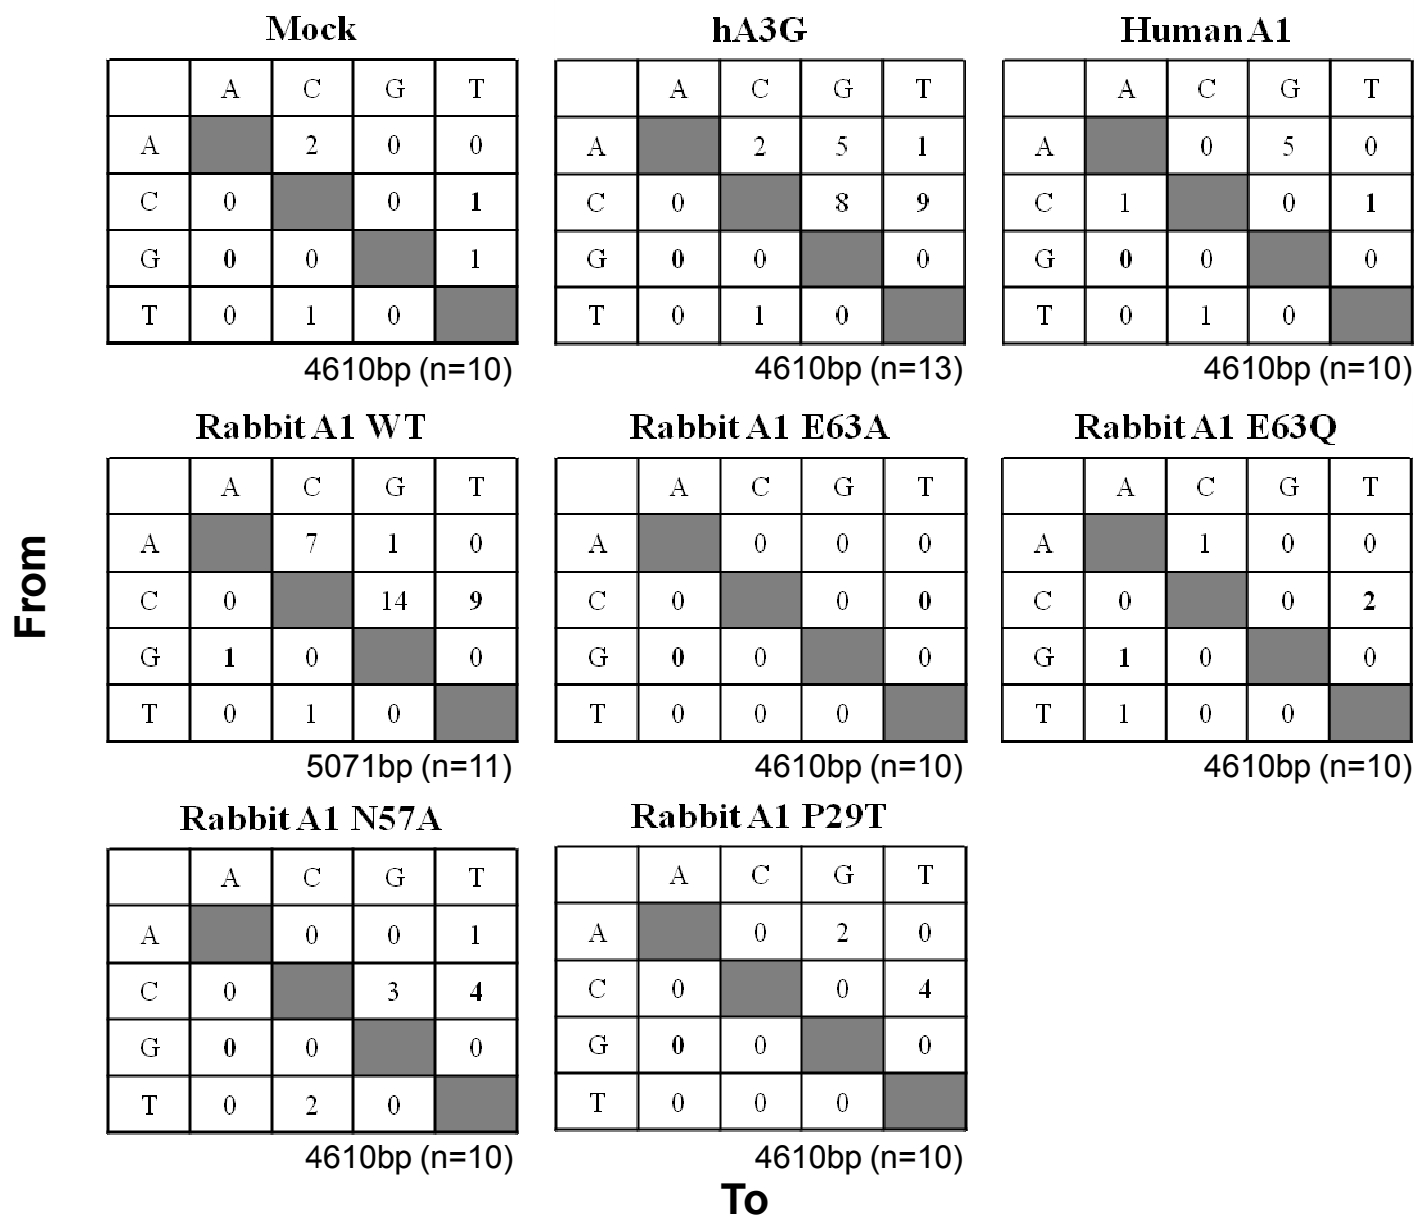 Mock hA3G Human A1
A C G T A C G T A C G T
A 2 0 0 A 2 5 1 A 0 5 0
C 0 0 1 C 0 8 9 C 1 0 1
G 0 0 1 G 0 0 0 G 0 0 0
T 0 1 0 T 0 1 0 T 0 1 0
4610bp (n=10) 4610bp (n=13) 4610bp (n=10)
Rabbit A1 WT Rabbit A1 E63A Rabbit A1 E63Q
A C G T A C G T A C G T
A 7 1 0 A 0 0 0 A 1 0 0
C 0 14 9 C 0 0 0 C 0 0 2
G 1 0 0 G 0 0 0 G 1 0 0
T 0 1 0 T 0 0 0 T 1 0 0
5071bp (n=11) 4610bp (n=10) 4610bp (n=10)
From
Rabbit A1 N57A Rabbit A1 P29T
A C G T A C G T
A 0 0 1 A 0 2 0
C 0 3 4 C 0 0 4
G 0 0 0 G 0 0 0
T 0 2 0 T 0 0 0
4610bp (n=10) 4610bp (n=10)
To